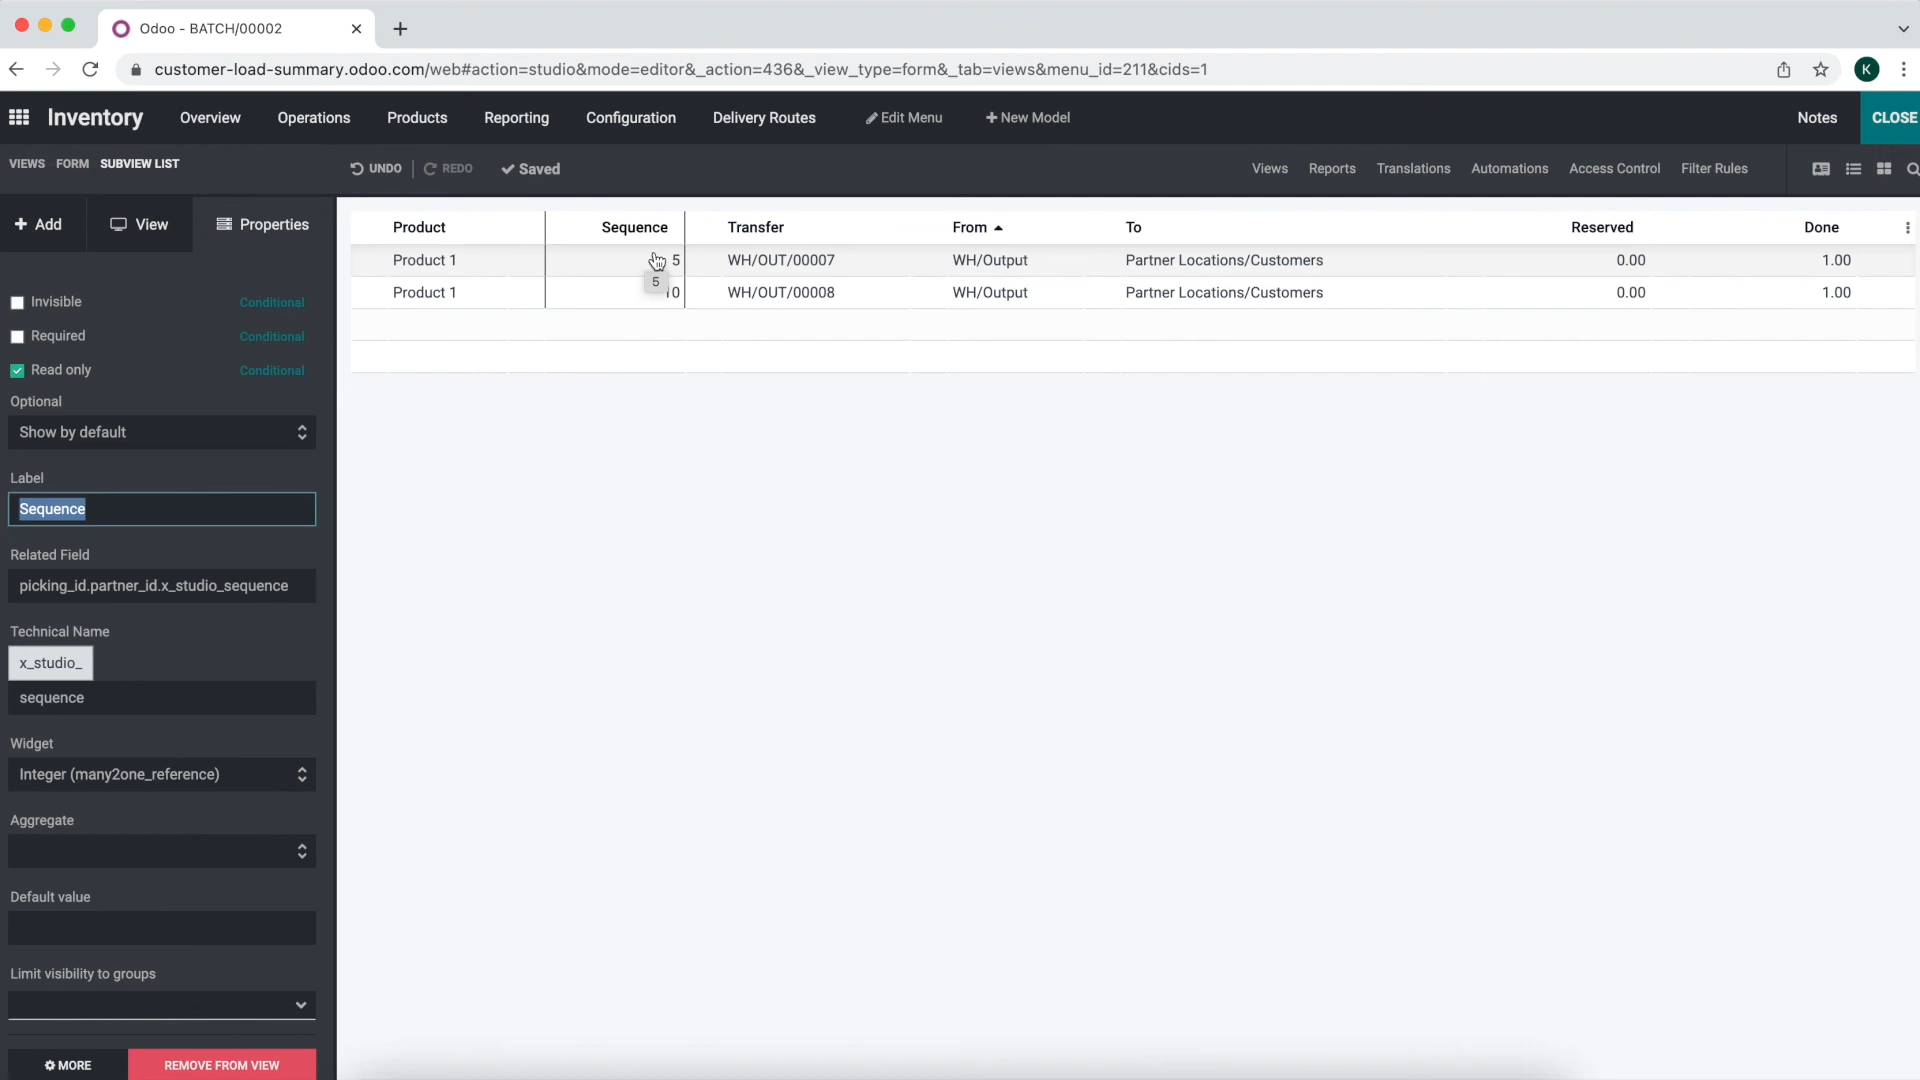 Odoo - BATCH/00002
customer-load-summary.odoo.com/web#action=studio&mode=editor&_action=436&_view_type=form&_tab=views&menu_id=211&cids=1
K
Inventory Overview Operations Products Reporting Configuration Delivery Routes Edit Menu + New Model Notes CLOSE
VIEWS FORM SUBVIEW LIST UNDO REDO Saved Views Reports Translations Automations Access Control Filter Rules
+ Add View Properties
Product Sequence Transfer From To Reserved Done
Product 1 5 WH/OUT/00007 WH/Output Partner Locations/Customers 0.00 1.00
5
Product 1 10 WH/OUT/00008 WH/Output Partner Locations/Customers 0.00 1.00
Invisible Conditional
Required Conditional
Read only Conditional
Optional
Show by default
Label
Sequence
Related Field
picking_id.partner_id.x_studio_sequence
Technical Name
x_studio_
sequence
Widget
Integer (many2one_reference)
Aggregate
Default value
Limit visibility to groups
MORE REMOVE FROM VIEW